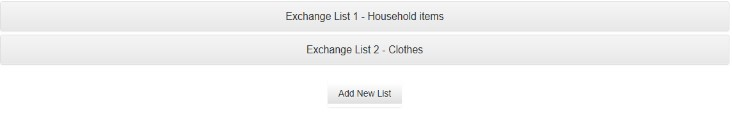 Exchange List 1 - Household items
Exchange List 2 - Clothes
Add New List